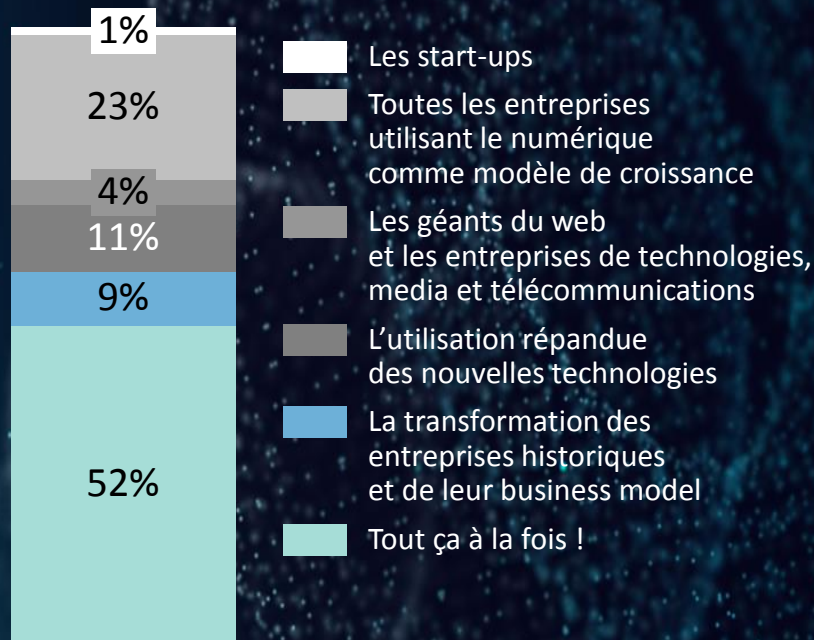 1%
23%
4%
11%
9%
52%
Les start-ups
Toutes les entreprises
utilisant le numérique
comme modèle de croissance
Les géants du web
et les entreprises de technologies,
media et télécommunications
L’utilisation répandue
des nouvelles technologies
La transformation des
entreprises historiques
et de leur business model
Tout ça à la fois !